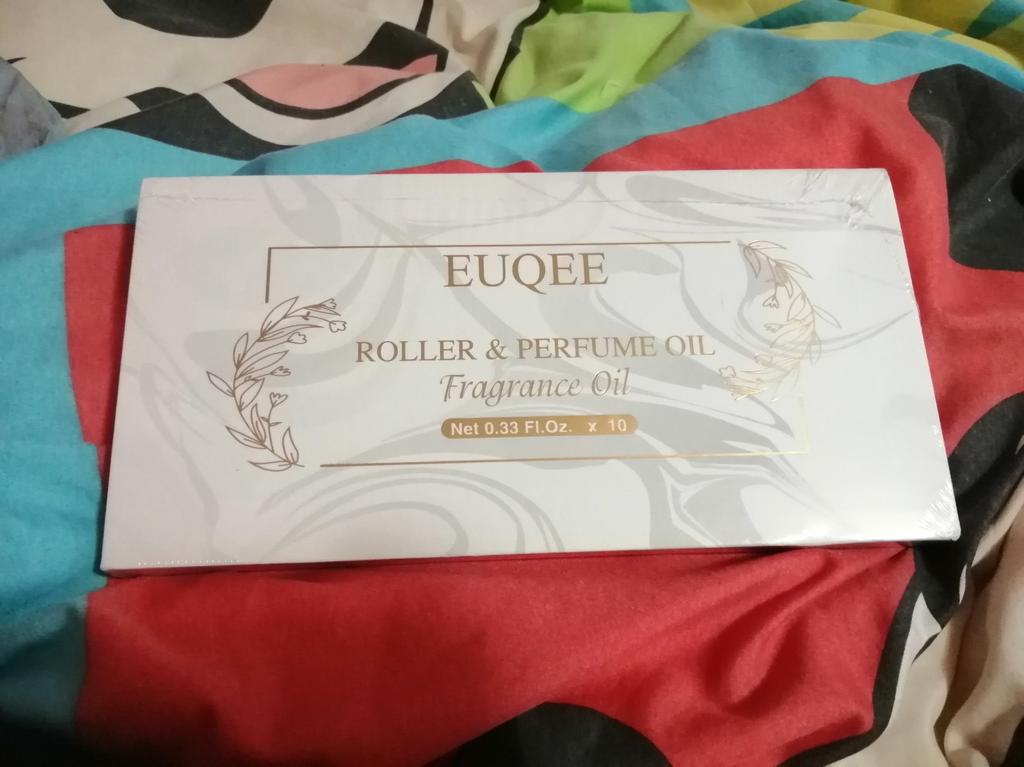 EUQEE
ROLLER & PERFUME OIL
Fragrance Oil
Net 0.33 Fl.Oz. x 10